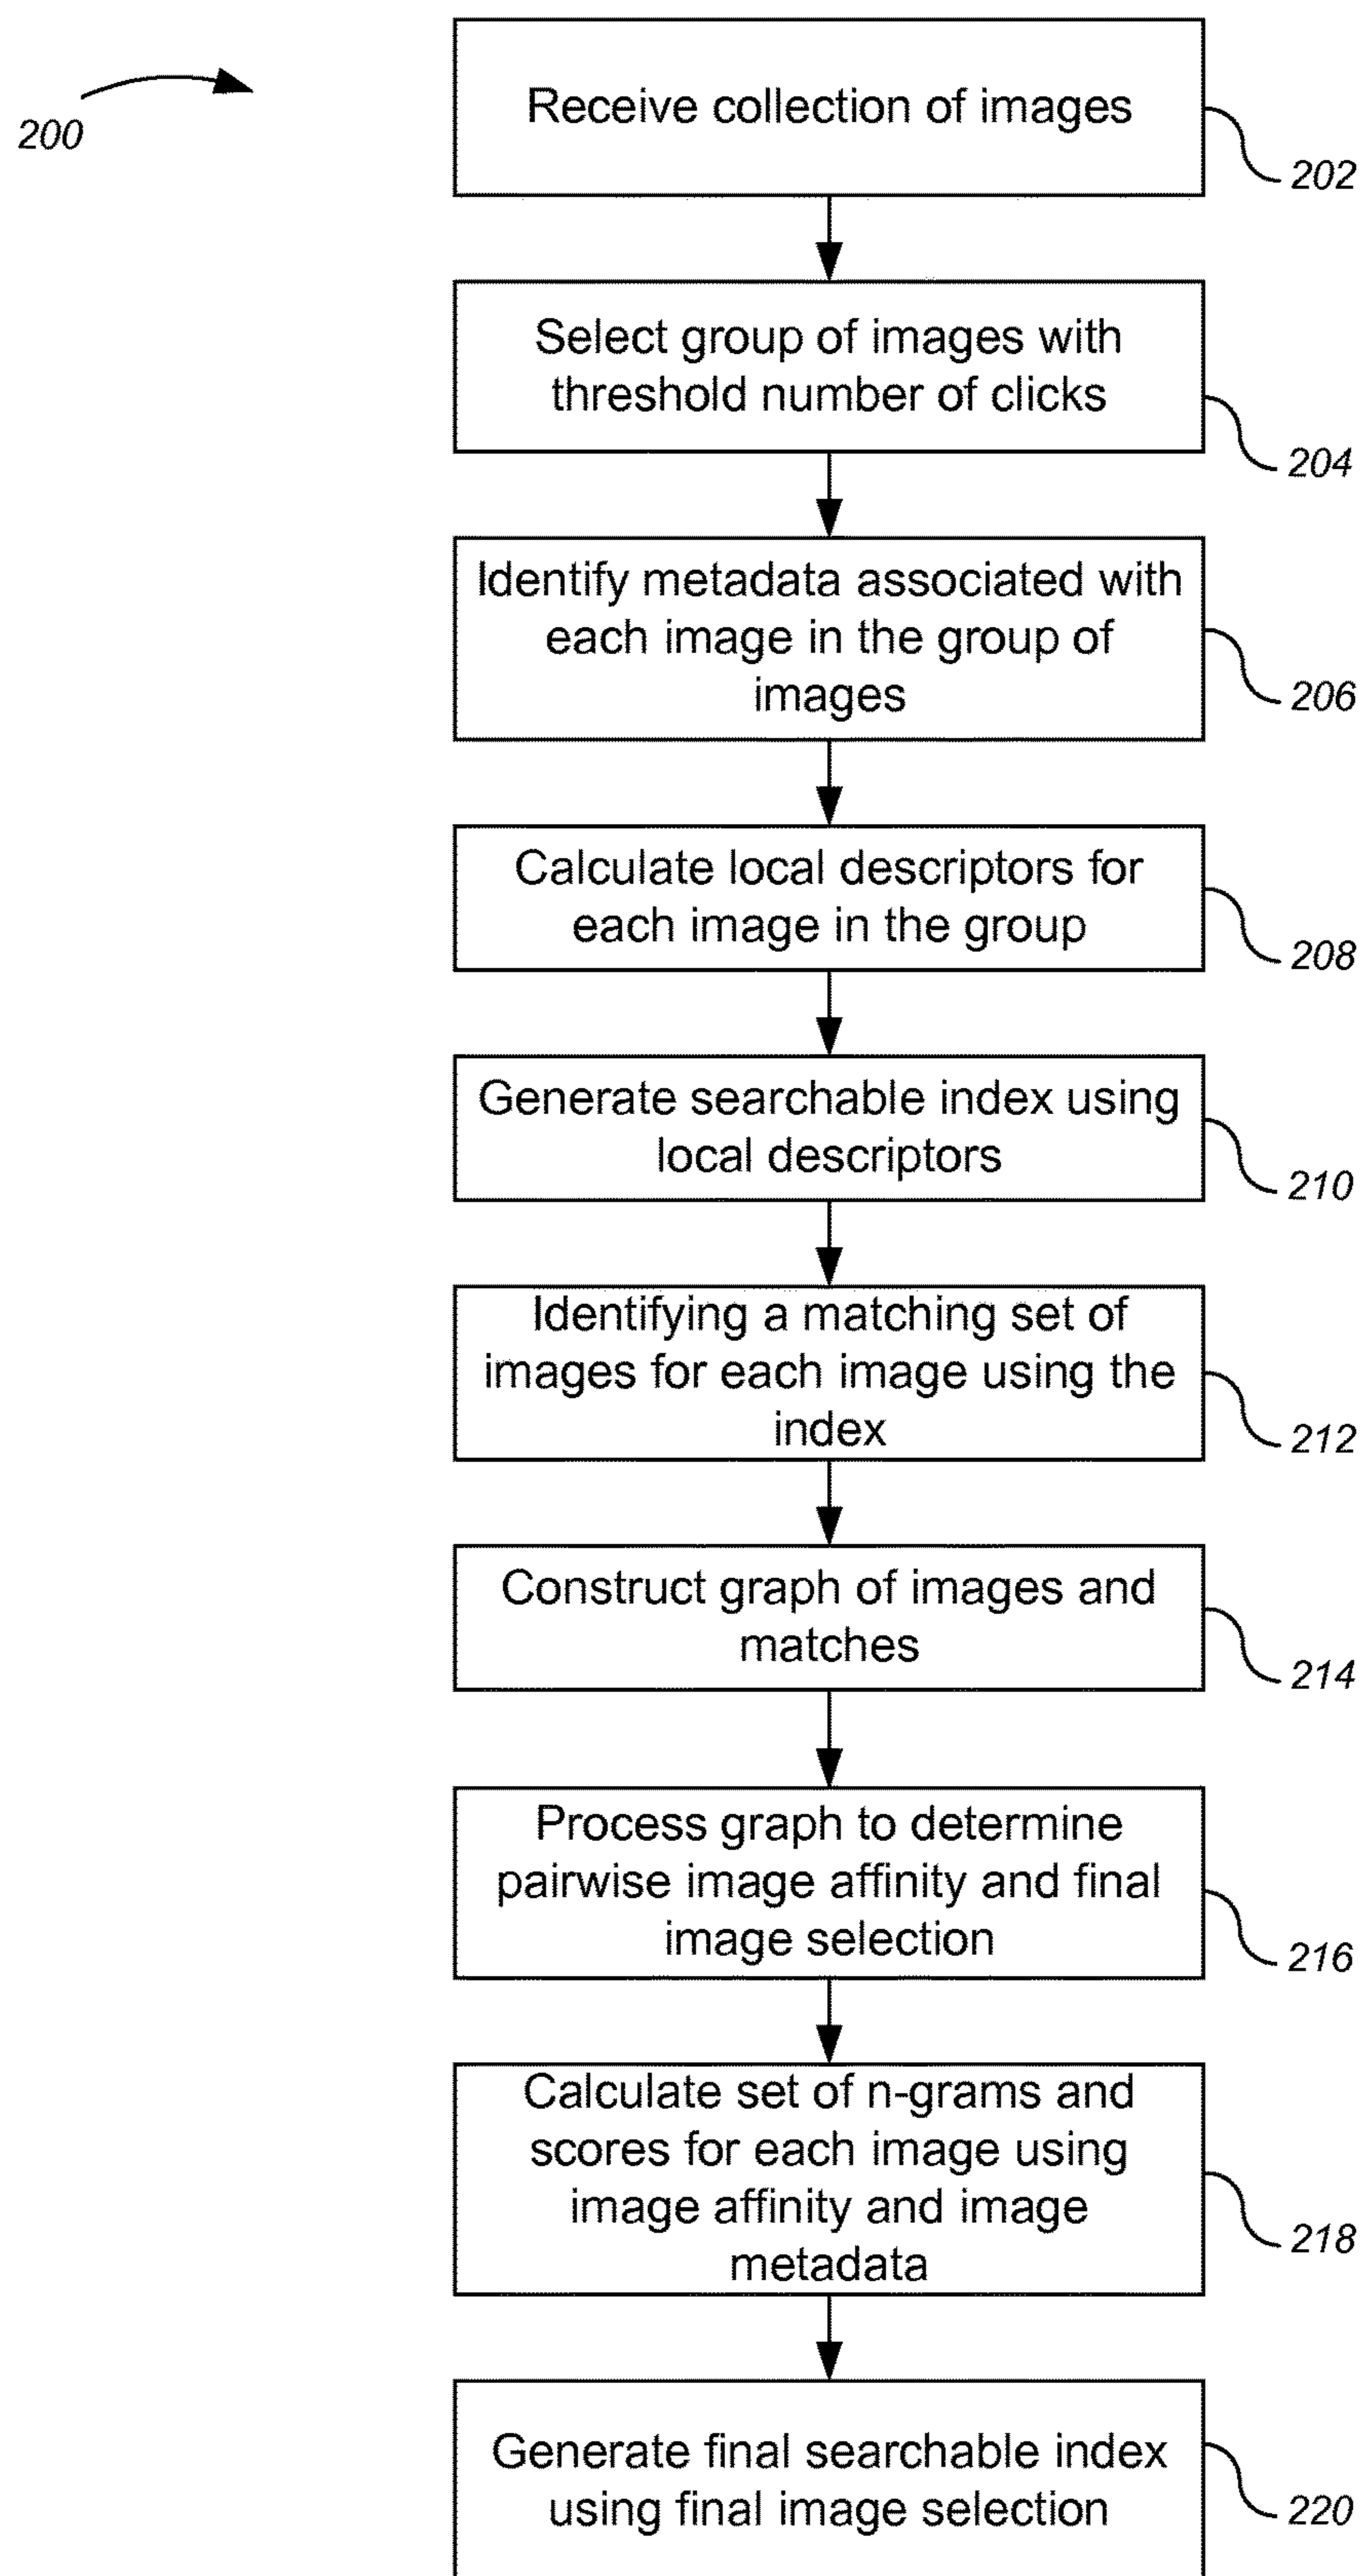 200
Receive collection of images
202
Select group of images with
threshold number of clicks
204
Identify metadata associated with
each image in the group of
images
206
Calculate local descriptors for
each image in the group
208
Generate searchable index using
local descriptors
210
Identifying a matching set of
images for each image using the
index
212
Construct graph of images and
matches
214
Process graph to determine
pairwise image affinity and final
image selection
216
Calculate set of n-grams and
scores for each image using
image affinity and image
metadata
218
Generate final searchable index
using final image selection
220